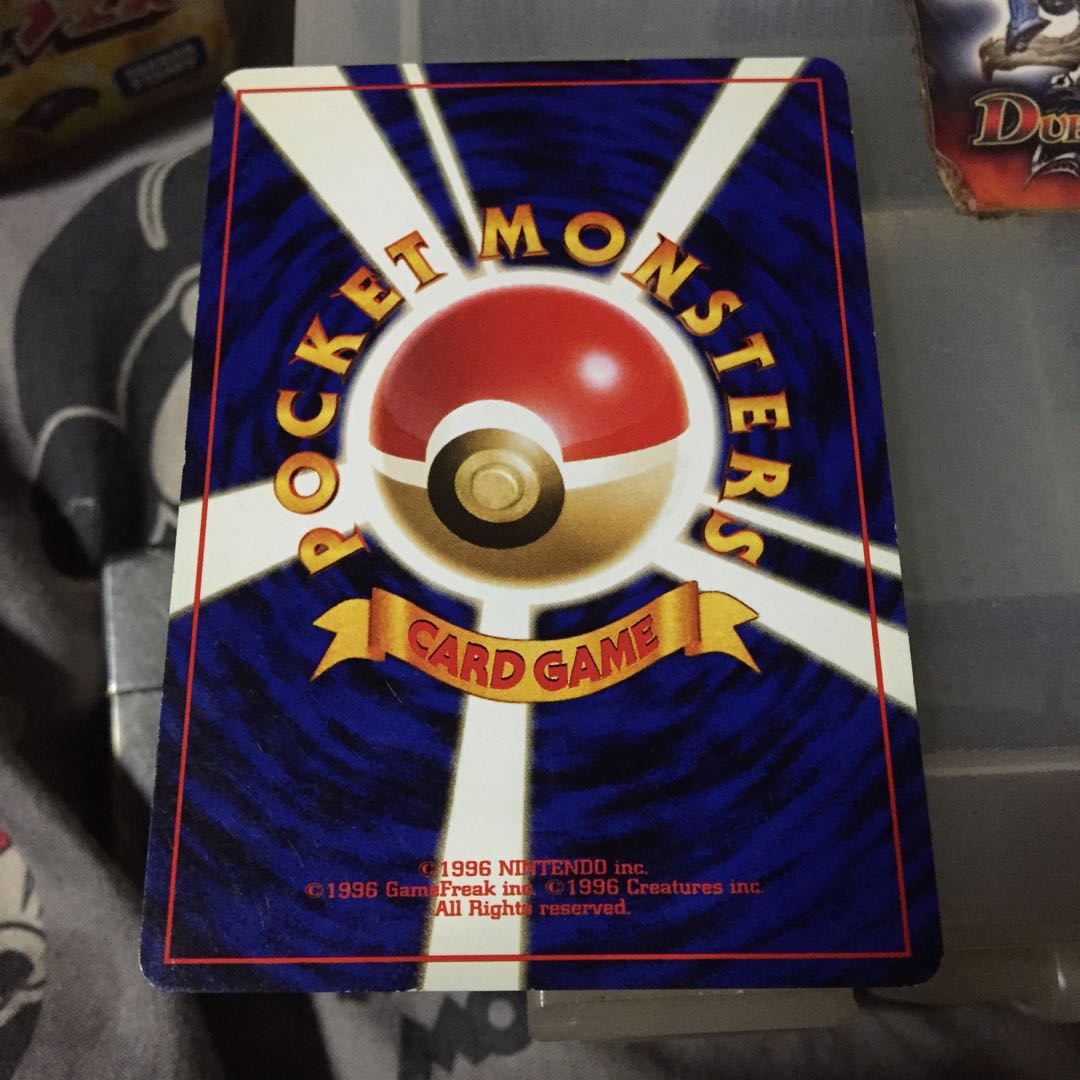 POCKET MONSTERS
CARD GAME
©1996 NINTENDO inc.
©1996 GameFreak inc. ©1996 Creatures inc.
All Rights reserved.